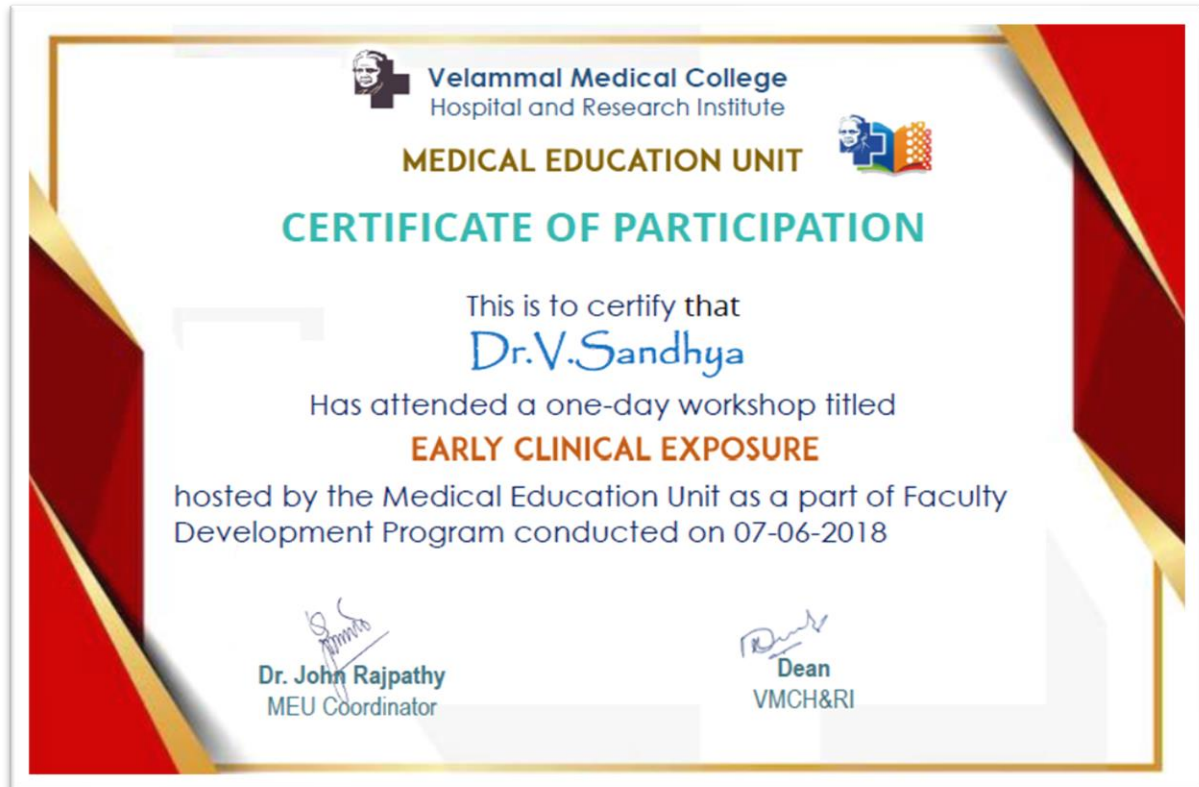 Velammal Medical College
Hospital and Research Institute
MEDICAL EDUCATION UNIT
CERTIFICATE OF PARTICIPATION
This is to certify that
Dr.V.Sandhya
Has attended a one-day workshop titled
EARLY CLINICAL EXPOSURE
hosted by the Medical Education Unit as a part of Faculty
Development Program conducted on 07-06-2018
Dr. John Rajpathy
MEU Coordinator
Dean
VMCH&RI